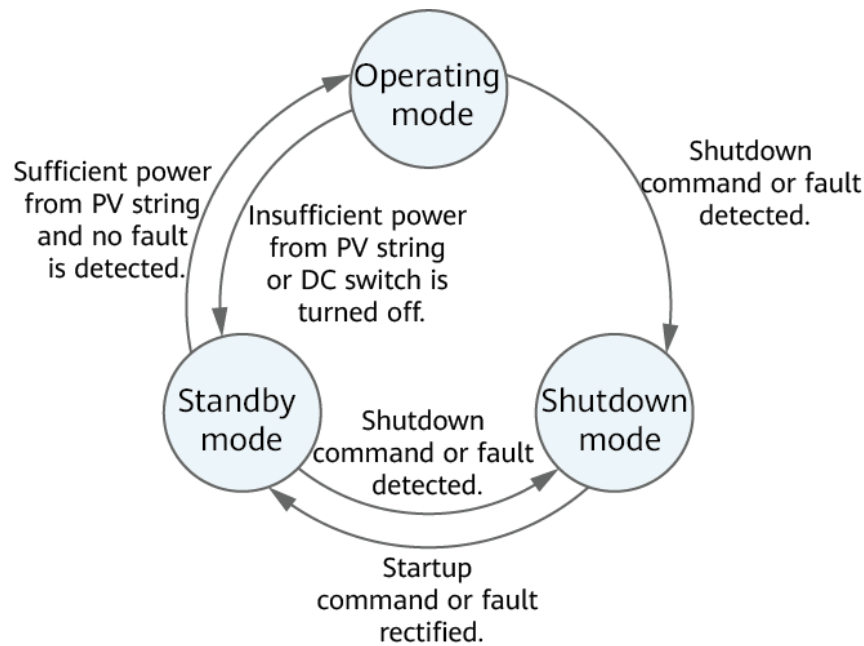 Operating
mode
Sufficient power
from PV string
and no fault
is detected.
Insufficient power
from PV string
or DC switch is
turned off.
Shutdown
command or fault
detected.
Standby
mode
Shutdown
command or fault
detected.
Shutdown
mode
Startup
command or fault
rectified.